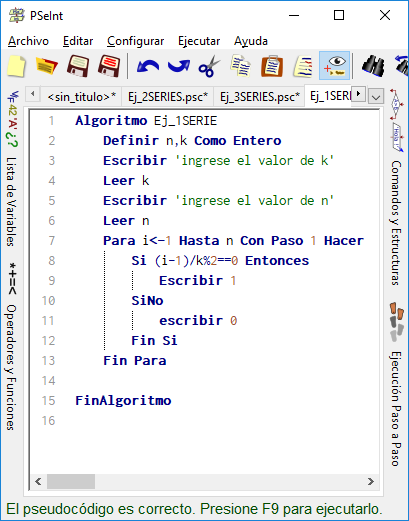 PSeInt
Archivo Editar Configurar Ejecutar Ayuda
<sin_titulo>* Ej_2SERIES.psc* Ej_3SERIES.psc* Ej_1SERIE
1 Algoritmo Ej_1SERIE
2 Definir n,k Como Entero
3 Escribir 'ingrese el valor de k'
4 Leer k
5 Escribir 'ingrese el valor de n'
6 Leer n
7 Para i<-1 Hasta n Con Paso 1 Hacer
8 Si (i-1)/k%2==0 Entonces
9 Escribir 1
10 SiNo
11 escribir 0
12 Fin Si
13 Fin Para
14
15 FinAlgoritmo
16
Lista de Variables
*+=< Operadores y Funciones
Comandos y Estructuras
Ejecución Paso a Paso
El pseudocódigo es correcto. Presione F9 para ejecutarlo.